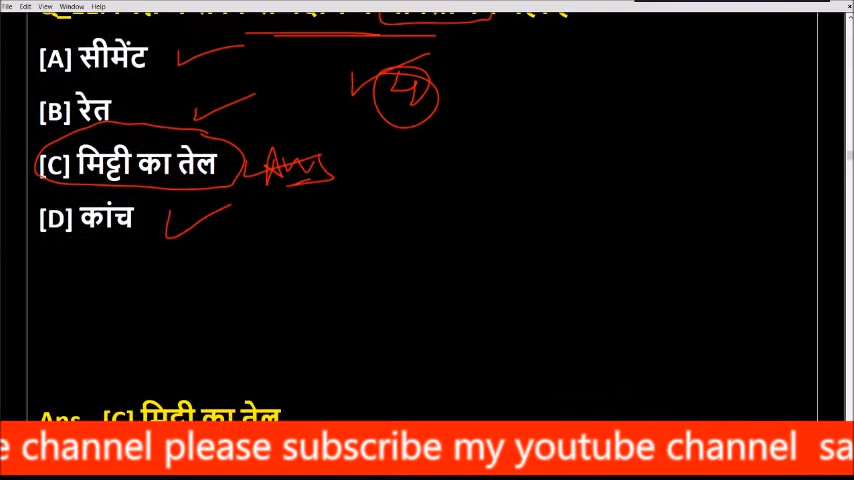 File Edit View Window Help
[A] सीमेंट
[B] रेत
[C] मिट्टी का तेल Ans
[D] कांच
Ans. [C] मिट्टी का तेल
e channel please subscribe my youtube channel sa